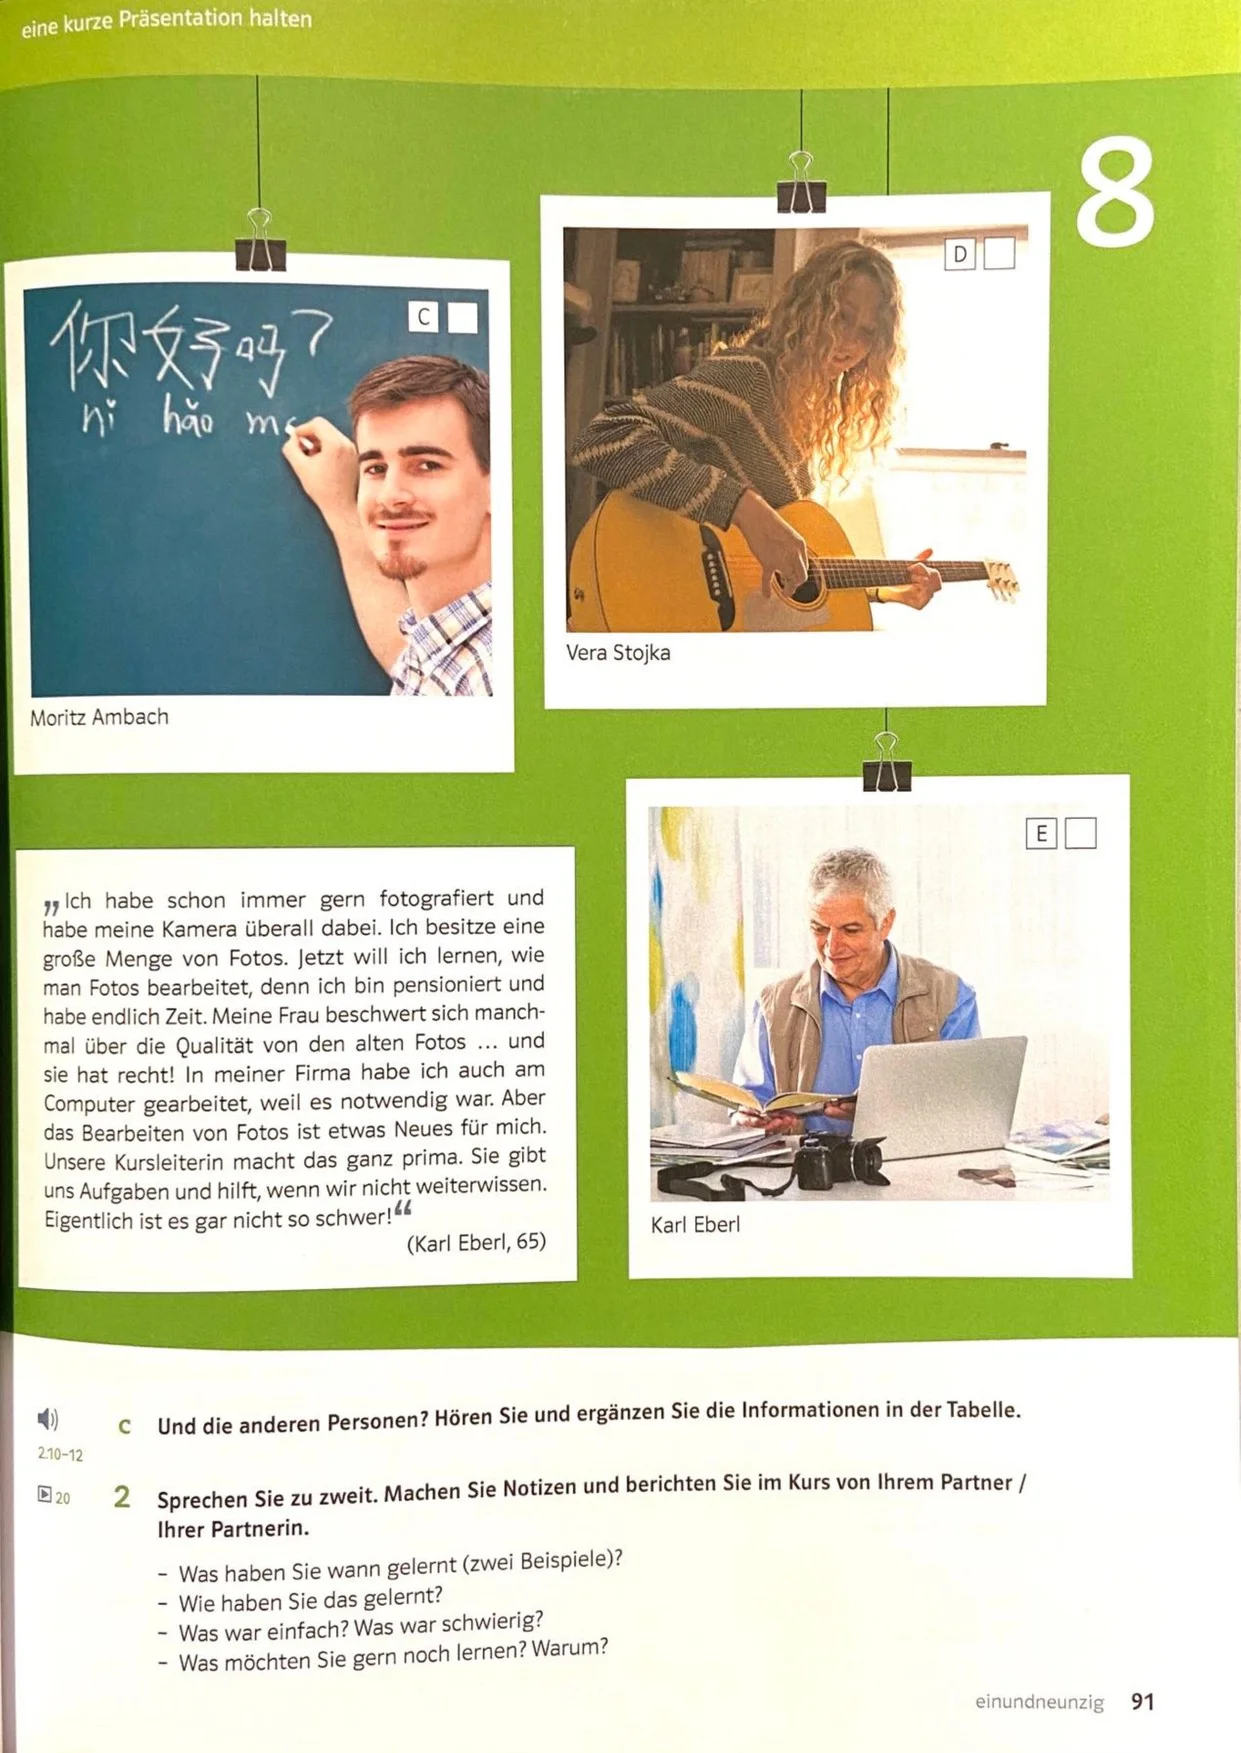 eine kurze Präsentation halten
8
C
你好吗?
nǐ hǎo m
Moritz Ambach
D
Vera Stojka
„Ich habe schon immer gern fotografiert und
habe meine Kamera überall dabei. Ich besitze eine
große Menge von Fotos. Jetzt will ich lernen, wie
man Fotos bearbeitet, denn ich bin pensioniert und
habe endlich Zeit. Meine Frau beschwert sich manch-
mal über die Qualität von den alten Fotos ... und
sie hat recht! In meiner Firma habe ich auch am
Computer gearbeitet, weil es notwendig war. Aber
das Bearbeiten von Fotos ist etwas Neues für mich.
Unsere Kursleiterin macht das ganz prima. Sie gibt
uns Aufgaben und hilft, wenn wir nicht weiterwissen.
Eigentlich ist es gar nicht so schwer!“
(Karl Eberl, 65)
E
Karl Eberl
2.10–12
c Und die anderen Personen? Hören Sie und ergänzen Sie die Informationen in der Tabelle.
20
2 Sprechen Sie zu zweit. Machen Sie Notizen und berichten Sie im Kurs von Ihrem Partner /
Ihrer Partnerin.
– Was haben Sie wann gelernt (zwei Beispiele)?
– Wie haben Sie das gelernt?
– Was war einfach? Was war schwierig?
– Was möchten Sie gern noch lernen? Warum?
einundneunzig 91